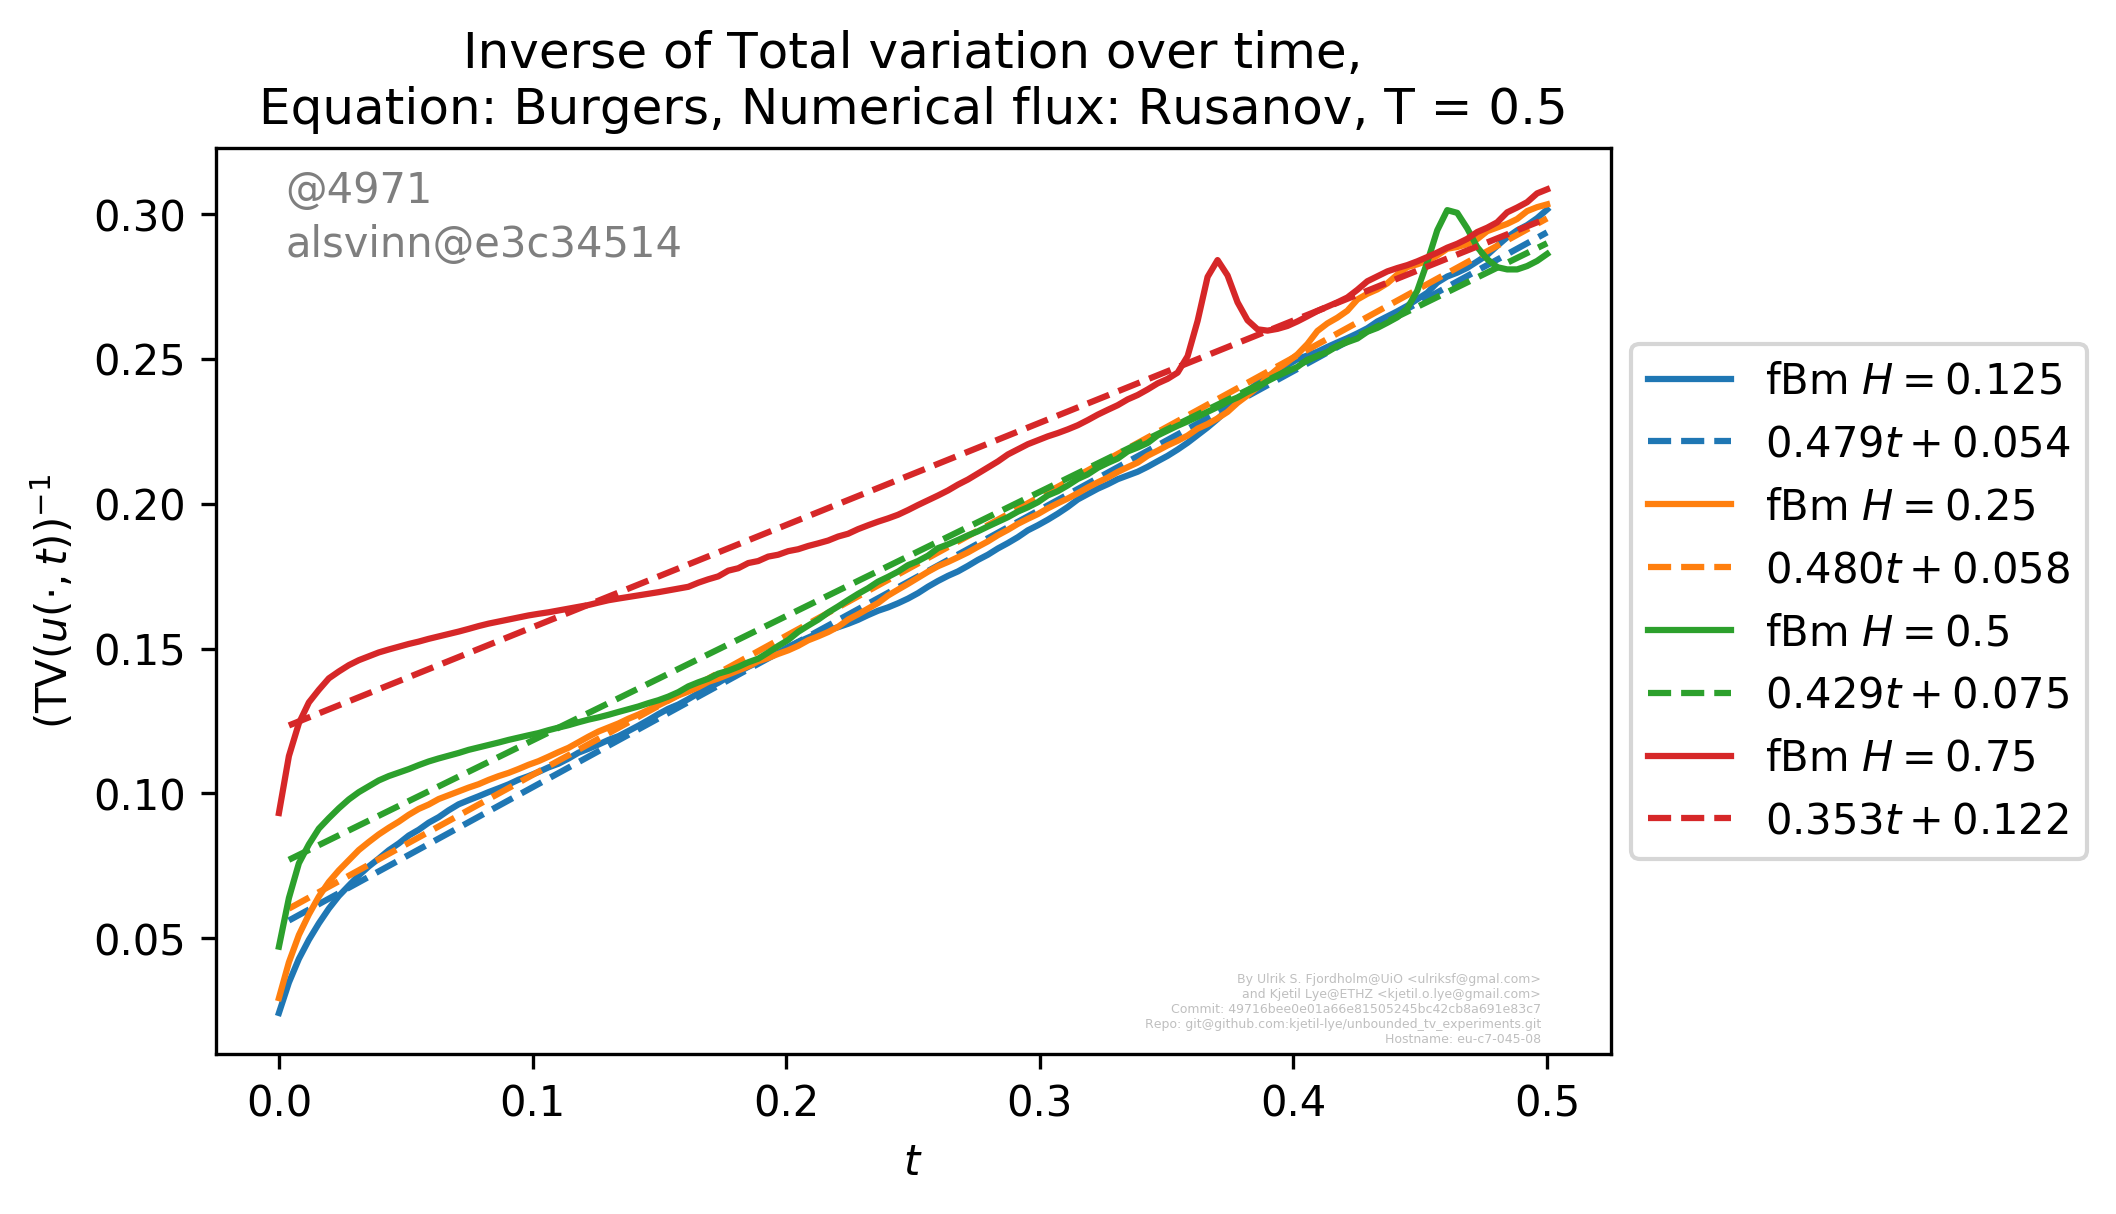 Inverse of Total variation over time,
Equation: Burgers, Numerical flux: Rusanov, T = 0.5
@4971
alsvinn@e3c34514
0.30
0.25
0.20
0.15
0.10
0.05
(TV(u(·, t))⁻¹
0.0 0.1 0.2 0.3 0.4 0.5
t
fBm H = 0.125
0.479t + 0.054
fBm H = 0.25
0.480t + 0.058
fBm H = 0.5
0.429t + 0.075
fBm H = 0.75
0.353t + 0.122
By Ulrik S. Fjordholm@UiO <ulriksf@gmal.com>
and Kjetil Lye@ETHZ <kjetil.o.lye@gmail.com>
Commit: 49716bee0e01a66e81505245bc42cb8a691e83c7
Repo: git@github.com:kjetil-lye/unbounded_tv_experiments.git
Hostname: eu-c7-045-08